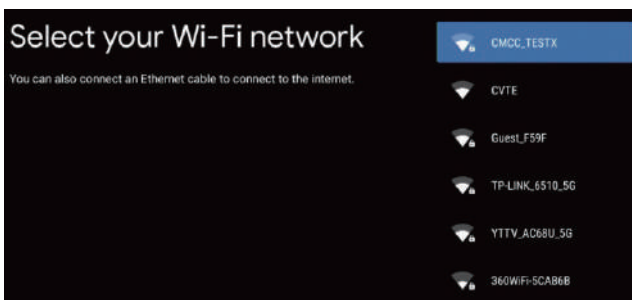 Select your Wi-Fi network
You can also connect an Ethernet cable to connect to the internet.
CMCC_TESTX
CVTE
Guest_F59F
TP-LINK_6510_5G
YTTV_AC68U_5G
360WiFi-5CAB6B